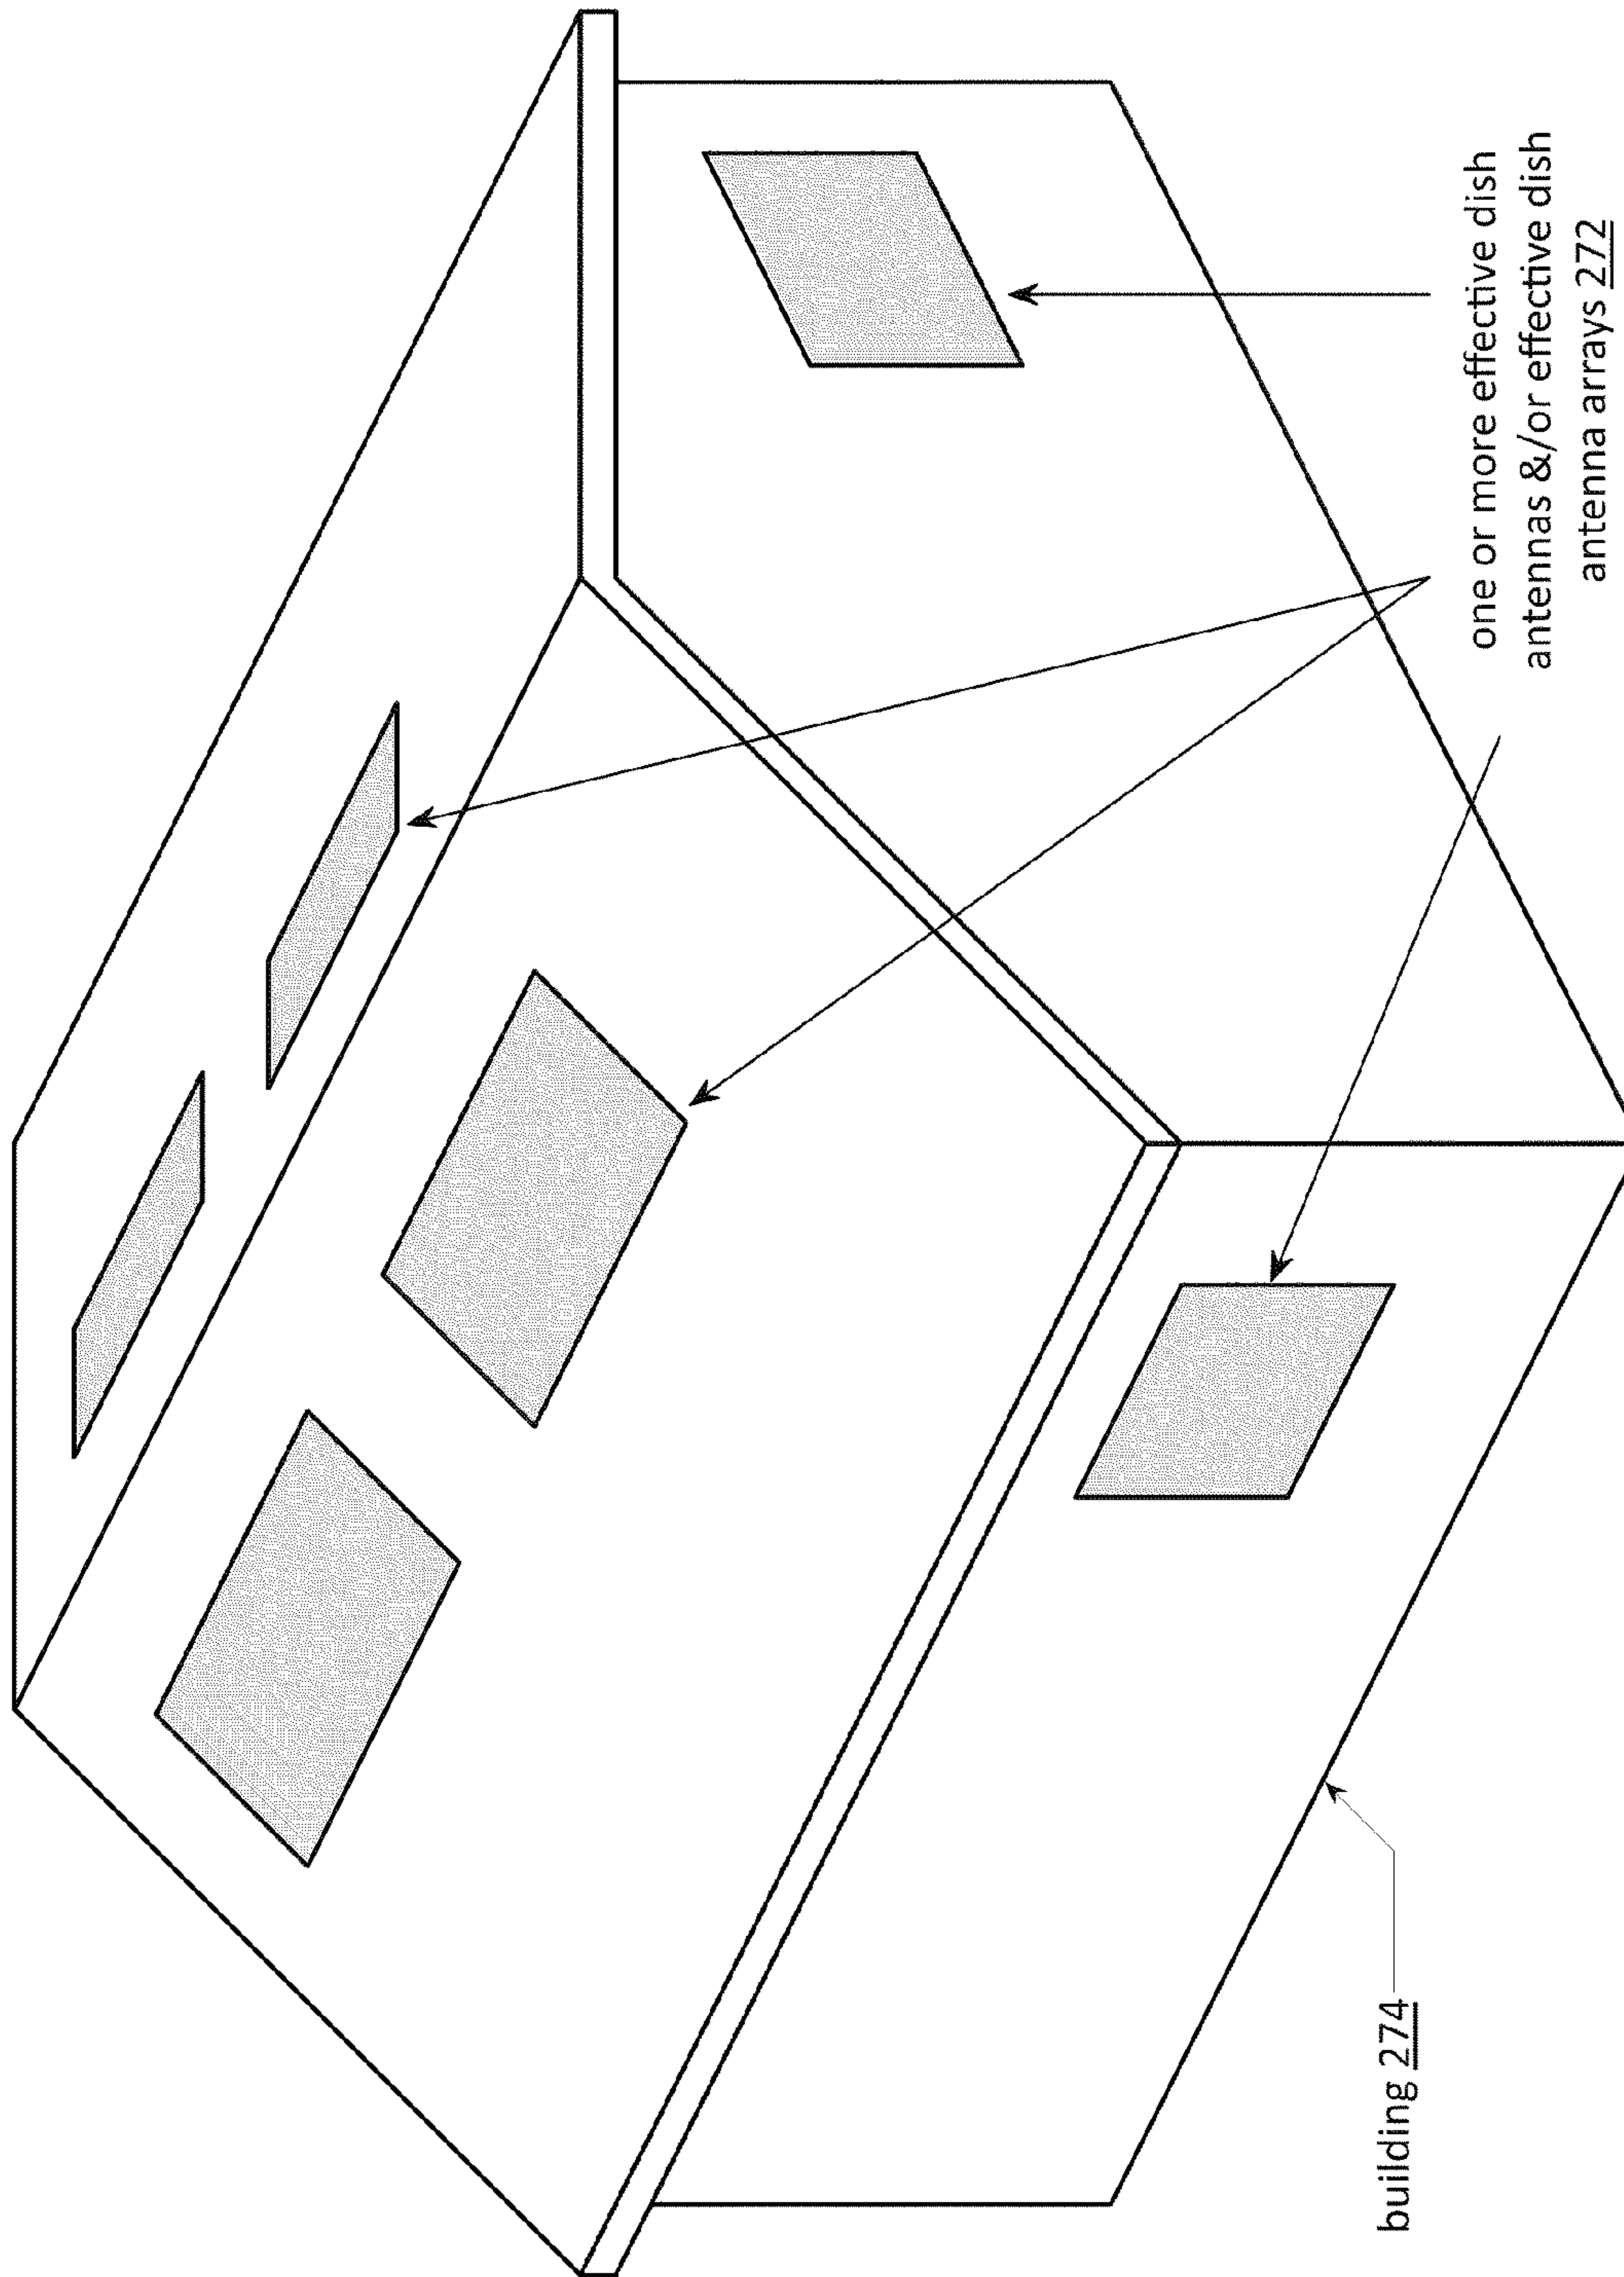 one or more effective dish
antennas &/or effective dish
antenna arrays 272
building 274